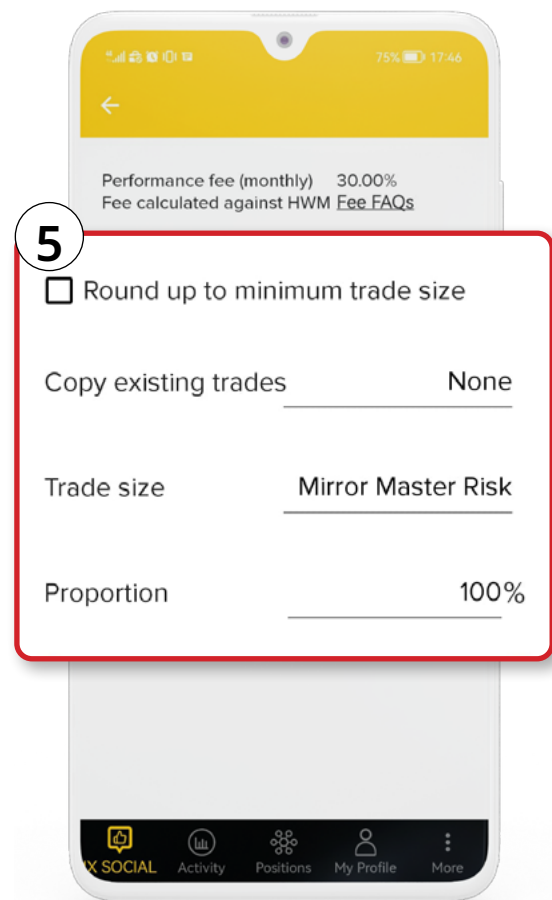 75% 17:46
Performance fee (monthly) 30.00%
Fee calculated against HWM Fee FAQs
5
Round up to minimum trade size
Copy existing trades None
Trade size Mirror Master Risk
Proportion 100%
X SOCIAL Activity Positions My Profile More